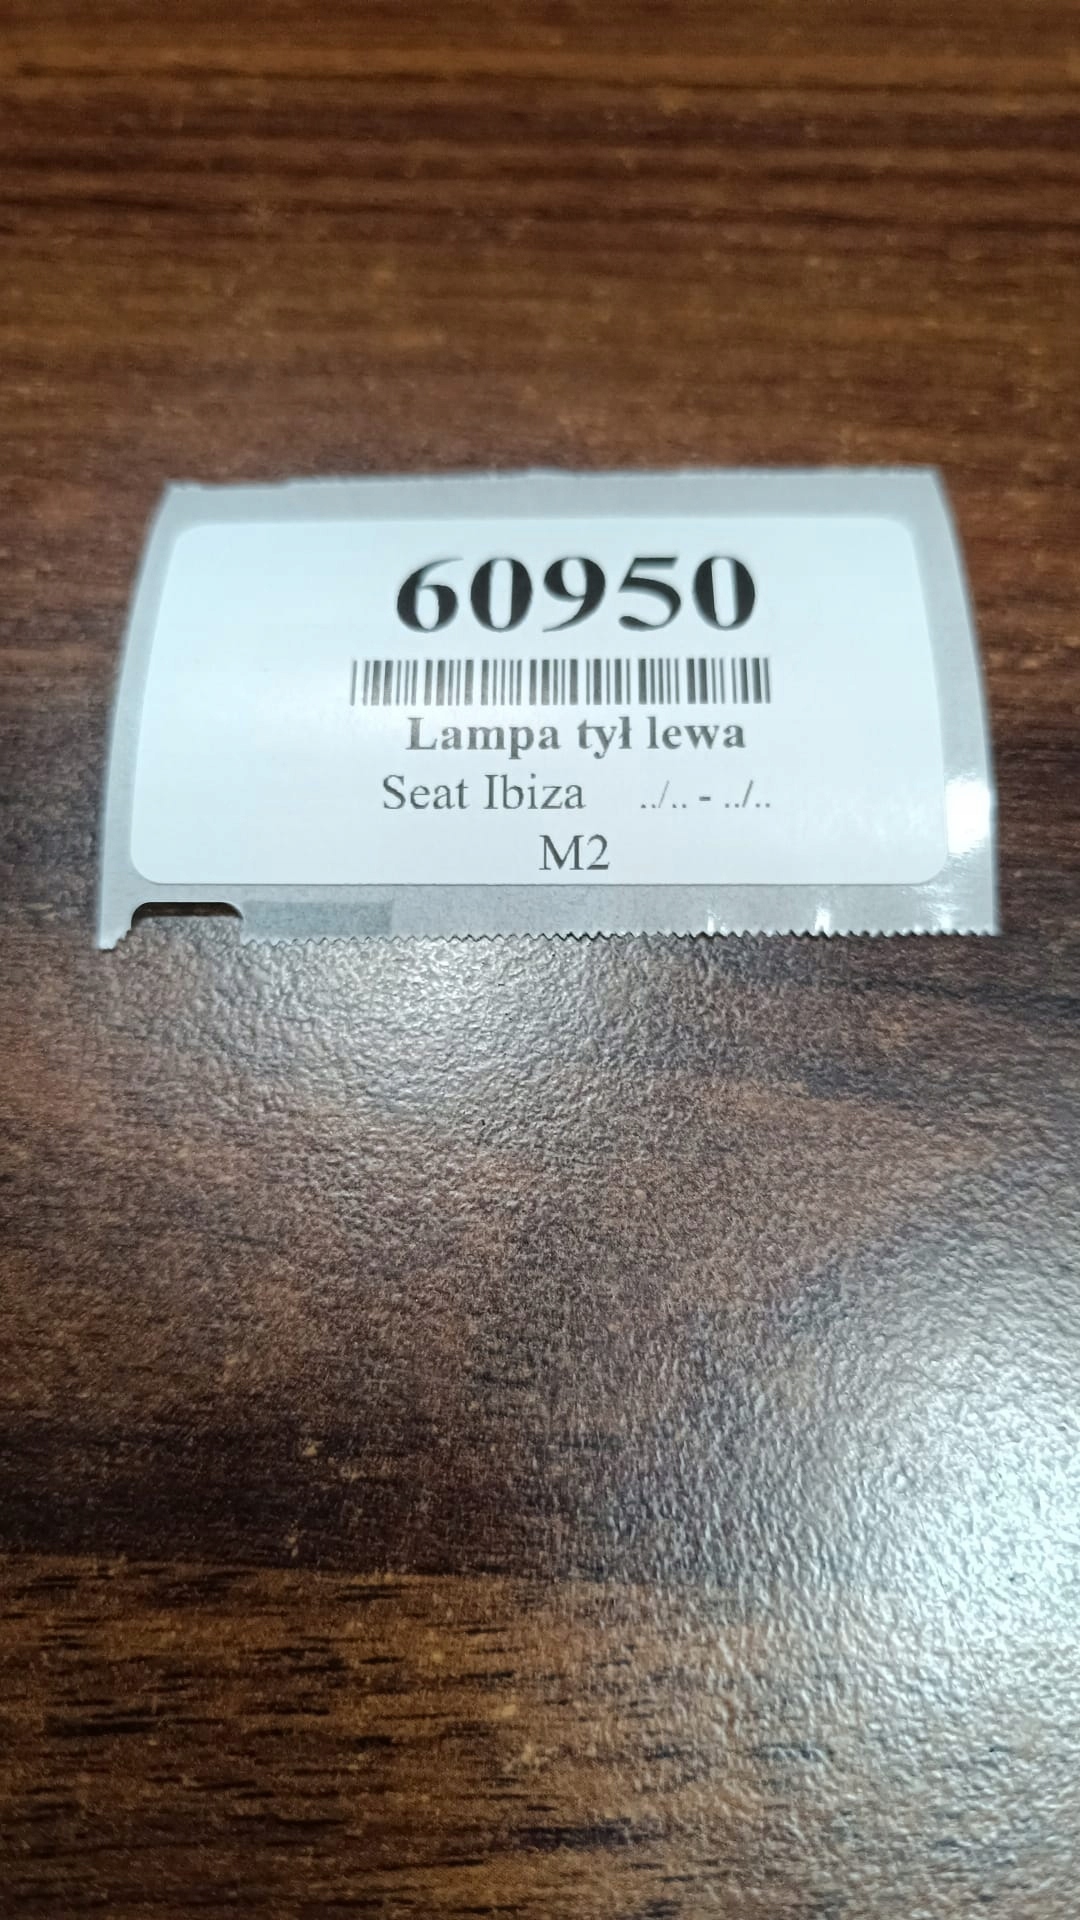 60950
Lampa tył lewa
Seat Ibiza ../.. - ../..
M2